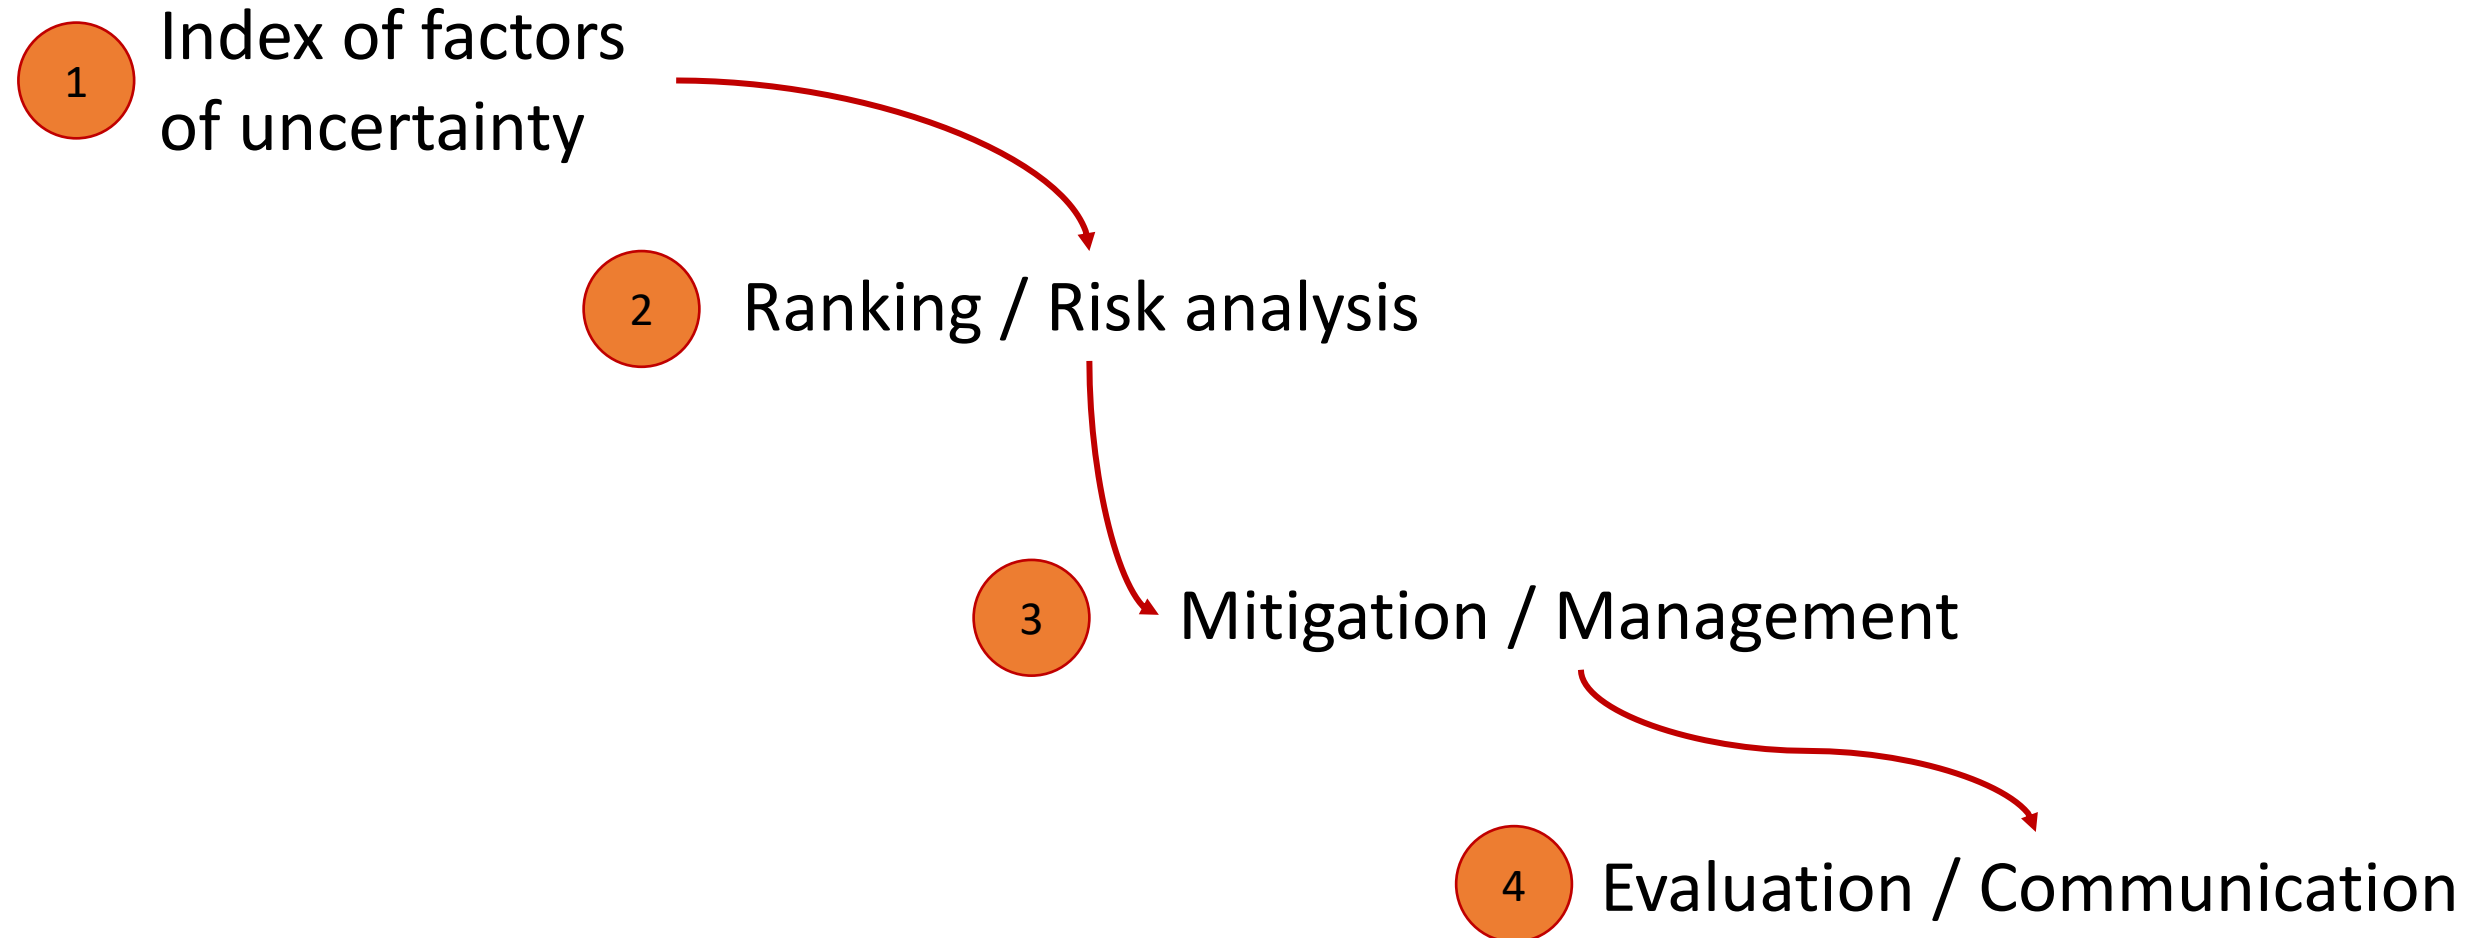 1
Index of factors
of uncertainty
2
Ranking / Risk analysis
3
Mitigation / Management
4
Evaluation / Communication